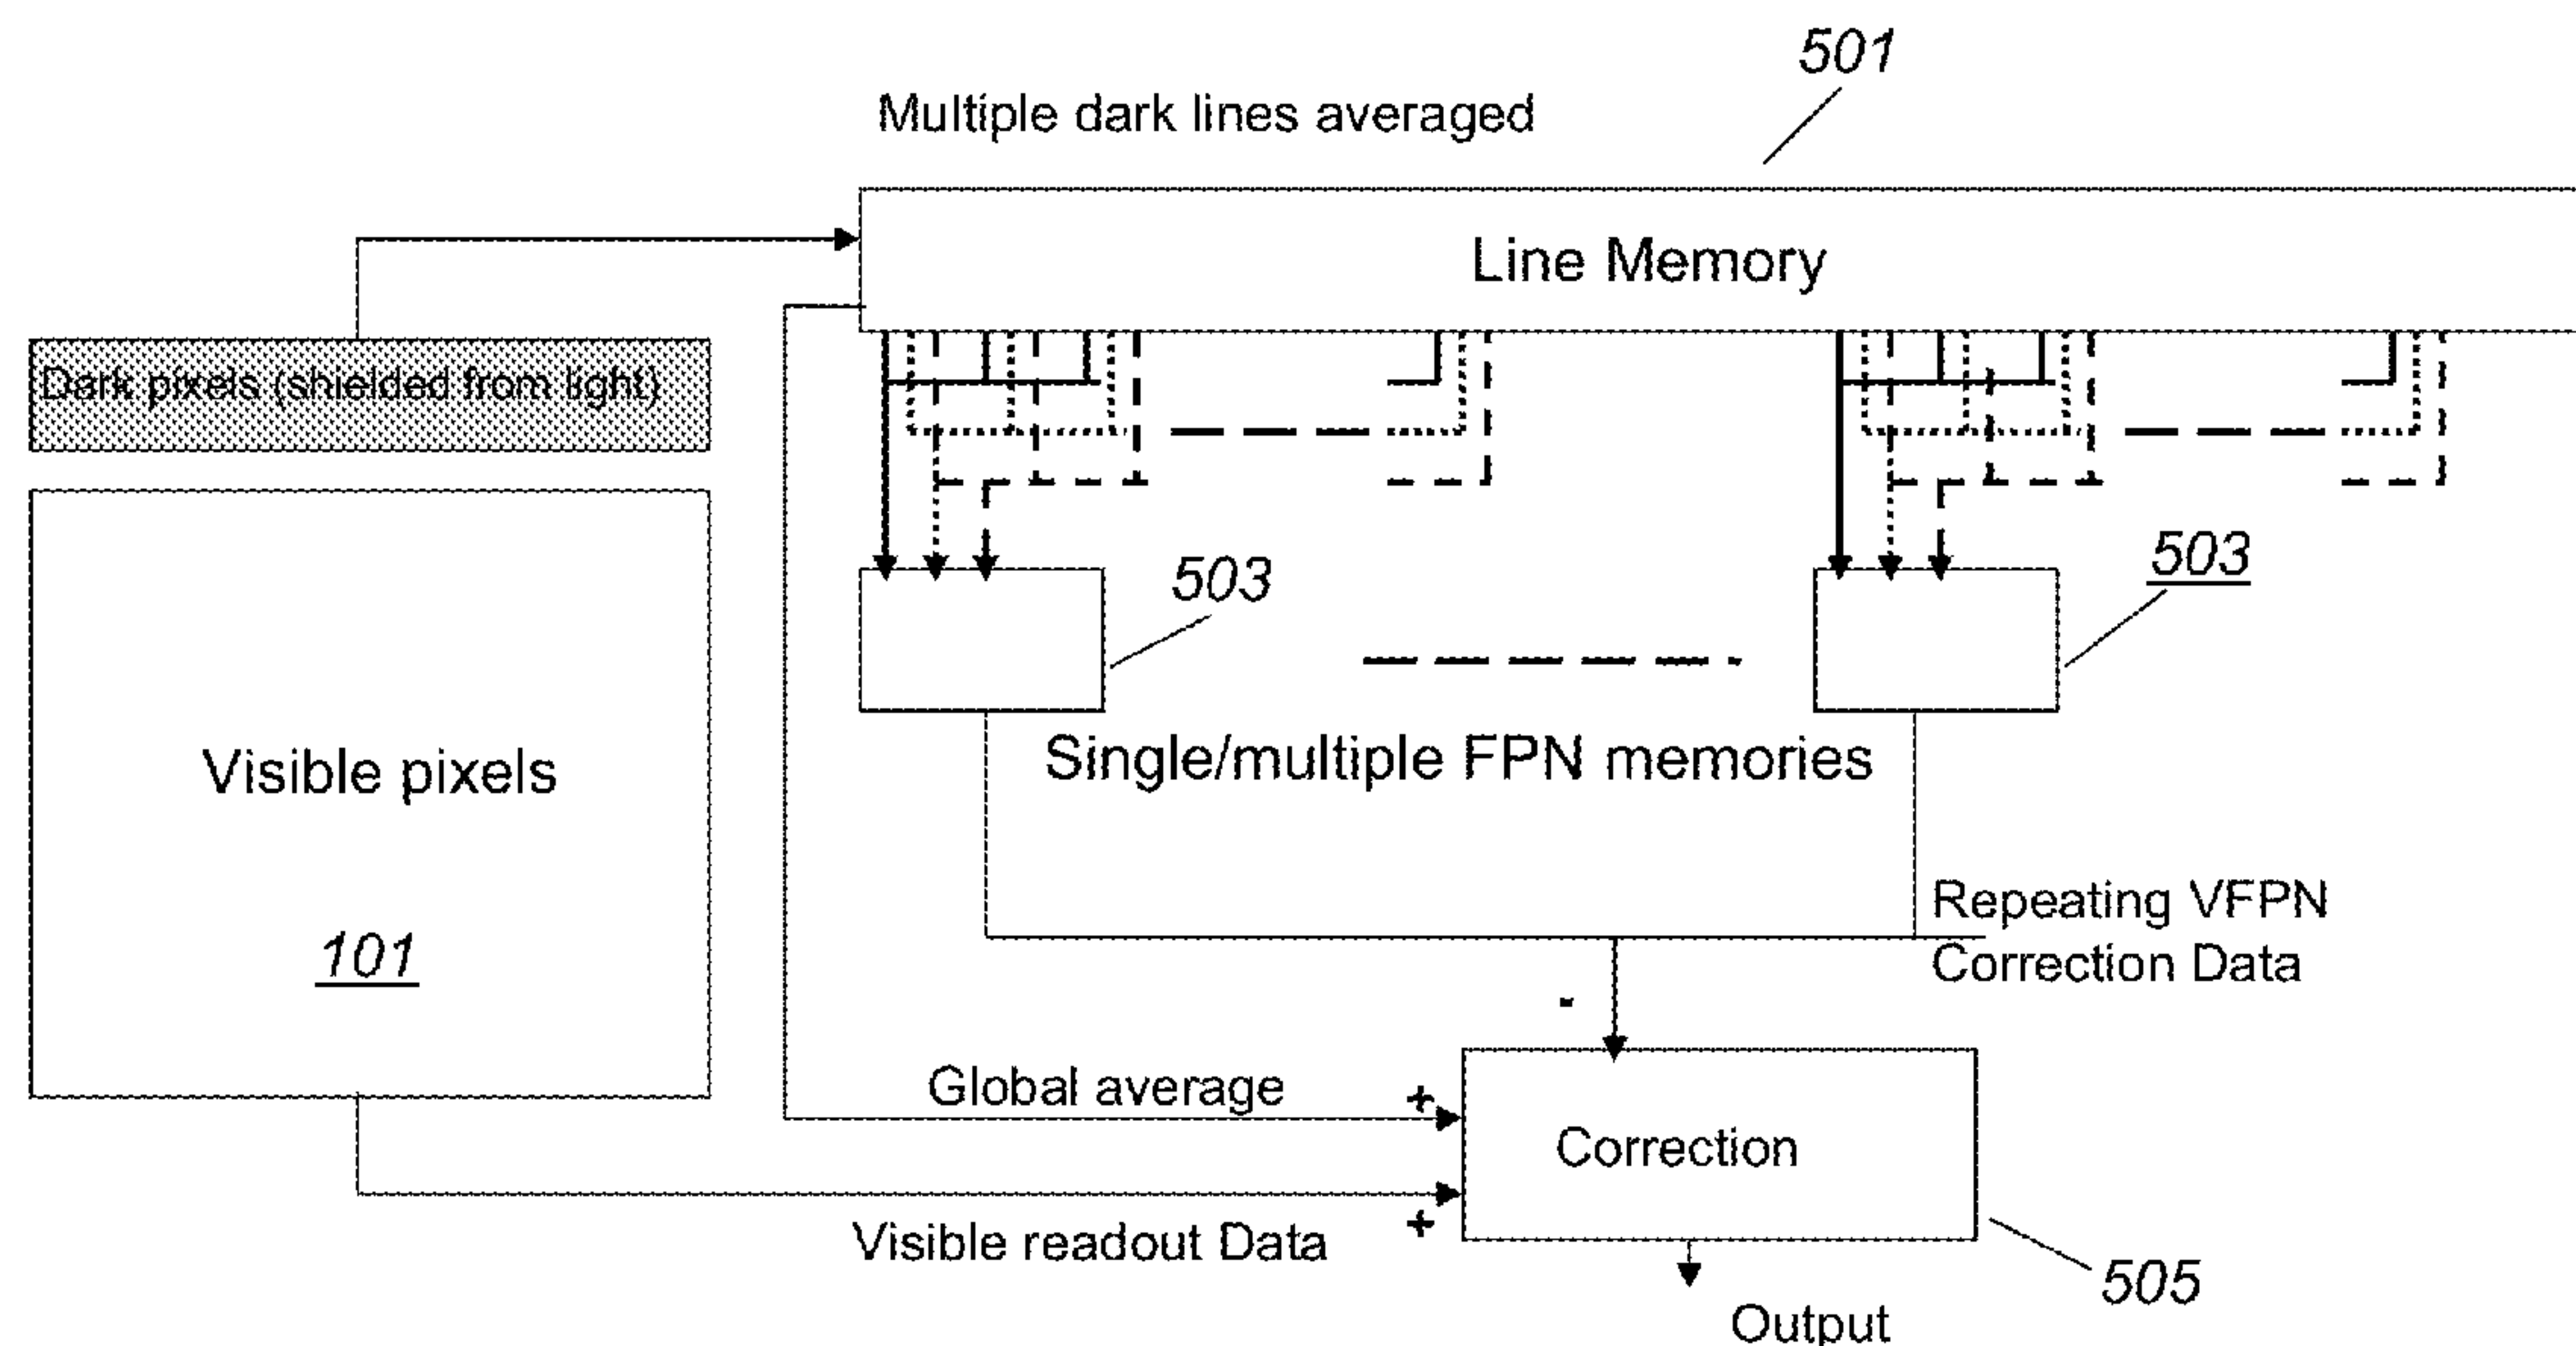 501
Multiple dark lines averaged
Line Memory
Dark pixels (shielded from light)
503
503
Visible pixels
Single/multiple FPN memories
101
Repeating VFPN
Correction Data
-
Global average
+
Correction
+
Visible readout Data
505
Output